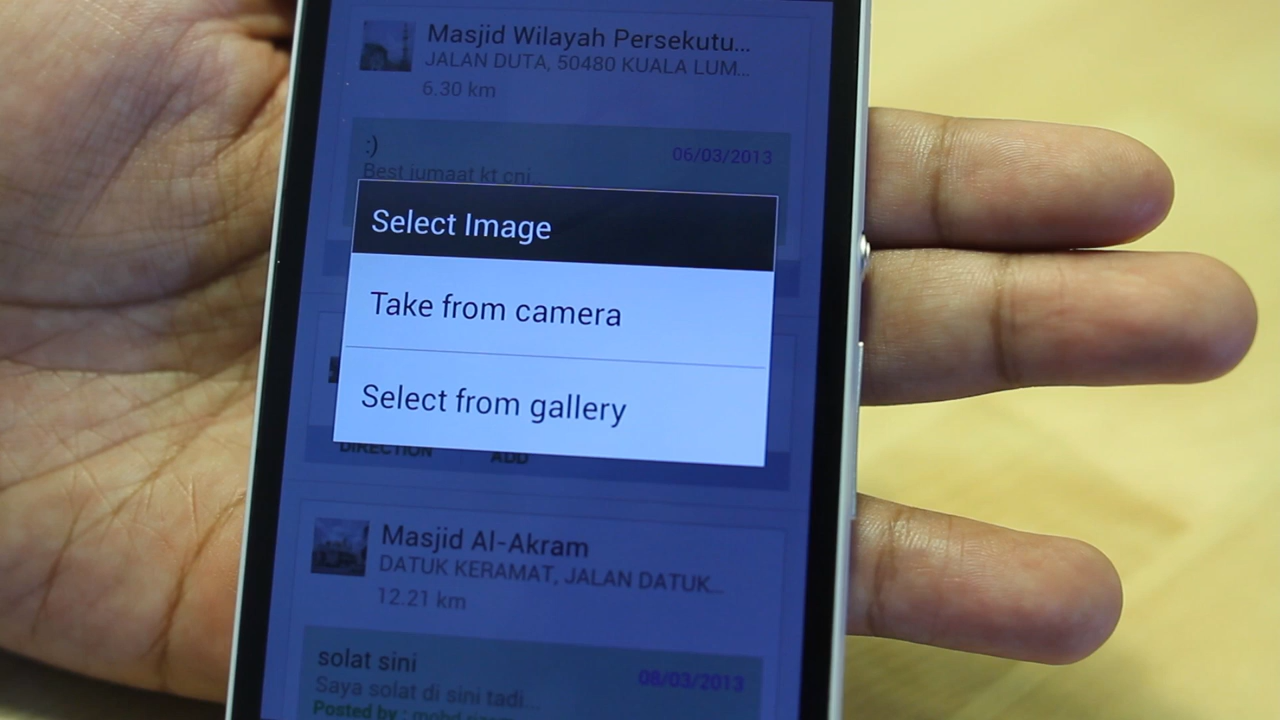 Masjid Wilayah Persekutu...
JALAN DUTA, 50480 KUALA LUM...
6.30 km
:)
06/03/2013
Best jumaat kt cni..
Select Image
Take from camera
Select from gallery
DIRECTION
ADD
Masjid Al-Akram
DATUK KERAMAT, JALAN DATUK...
12.21 km
solat sini
08/03/2013
Saya solat di sini tadi...
Posted by : mohd